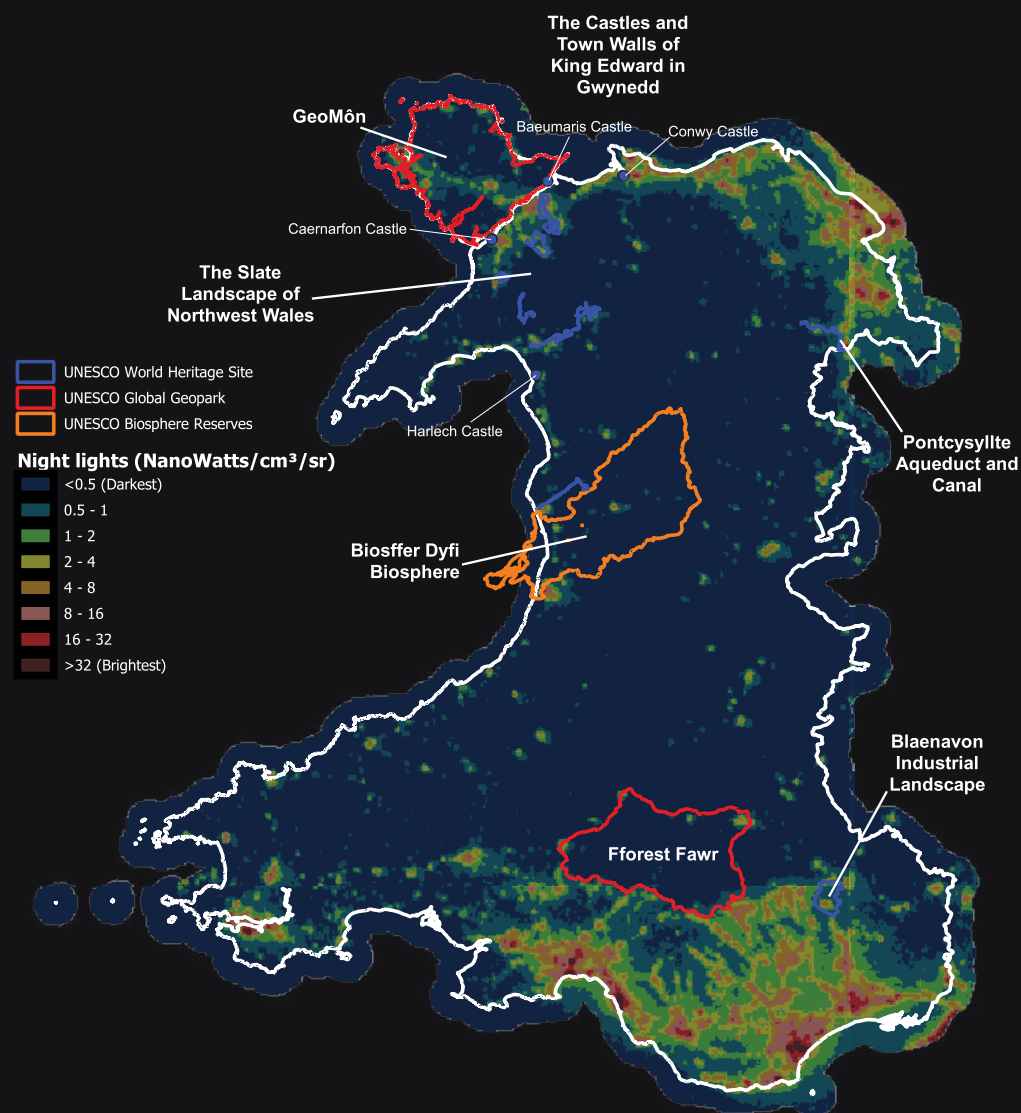 The Castles and
Town Walls of
King Edward in
Gwynedd
GeoMôn
Baeumaris Castle
Conwy Castle
Caernarfon Castle
The Slate
Landscape of
Northwest Wales
UNESCO World Heritage Site
UNESCO Global Geopark
UNESCO Biosphere Reserves
Harlech Castle
Pontcysyllte
Aqueduct and
Canal
Night lights (NanoWatts/cm³/sr)
<0.5 (Darkest)
0.5 - 1
1 - 2
2 - 4
4 - 8
8 - 16
16 - 32
>32 (Brightest)
Biosffer Dyfi
Biosphere
Blaenavon
Industrial
Landscape
Fforest Fawr